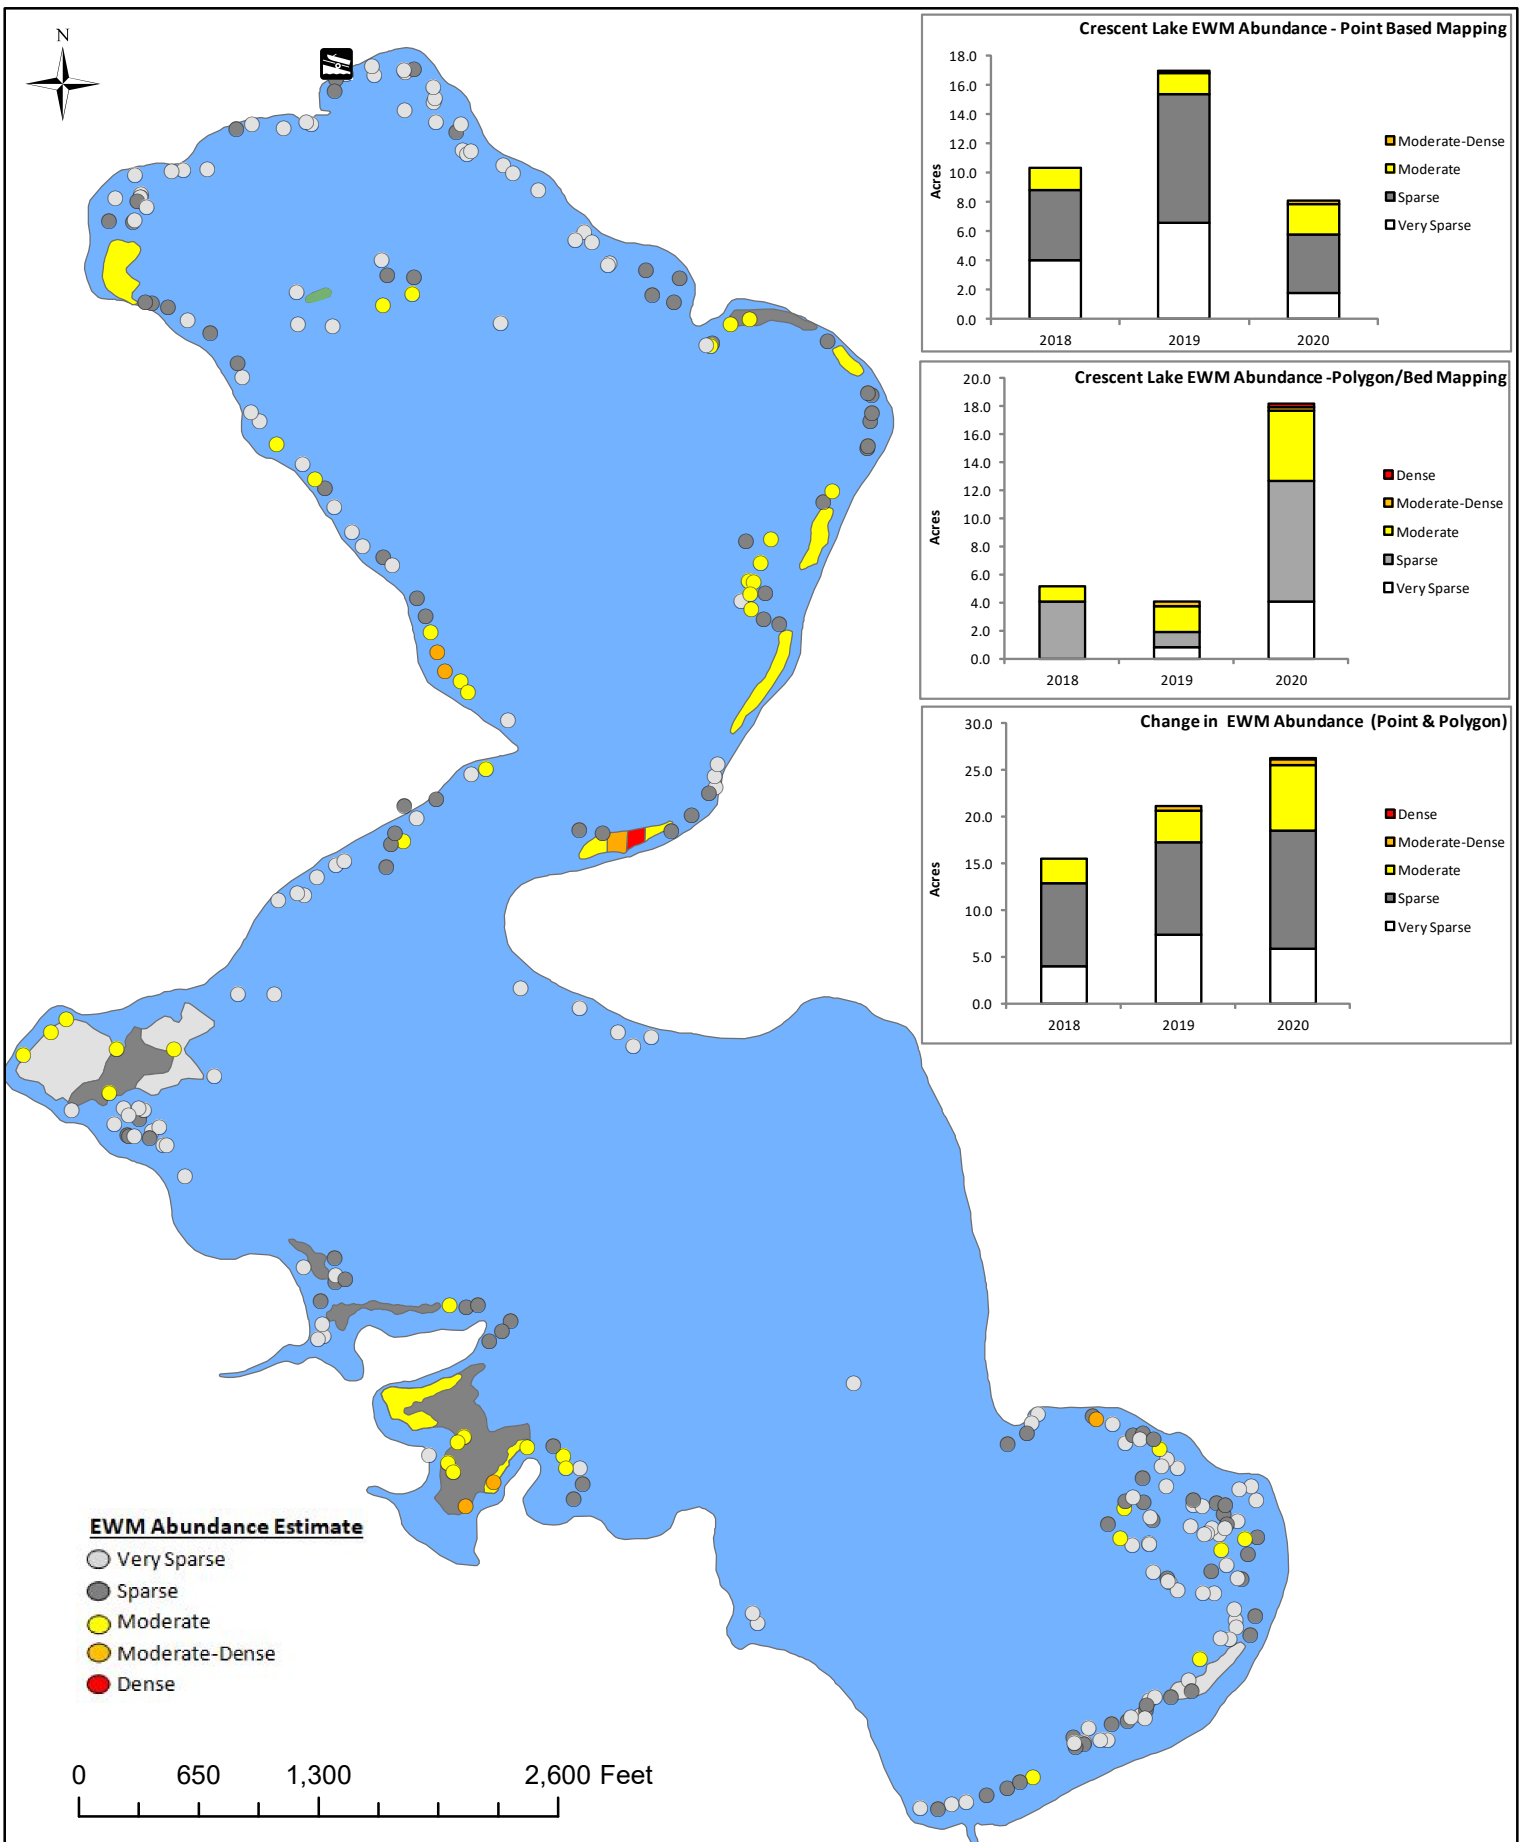 N
Crescent Lake EWM Abundance - Point Based Mapping
18.0
16.0
14.0
12.0
10.0
8.0
6.0
4.0
2.0
0.0
Acres
2018
2019
2020
Moderate-Dense
Moderate
Sparse
Very Sparse
Crescent Lake EWM Abundance -Polygon/Bed Mapping
20.0
18.0
16.0
14.0
12.0
10.0
8.0
6.0
4.0
2.0
0.0
Acres
2018
2019
2020
Dense
Moderate-Dense
Moderate
Sparse
Very Sparse
Change in EWM Abundance (Point & Polygon)
30.0
25.0
20.0
15.0
10.0
5.0
0.0
Acres
2018
2019
2020
Dense
Moderate-Dense
Moderate
Sparse
Very Sparse
EWM Abundance Estimate
Very Sparse
Sparse
Moderate
Moderate-Dense
Dense
0 650 1,300 2,600 Feet